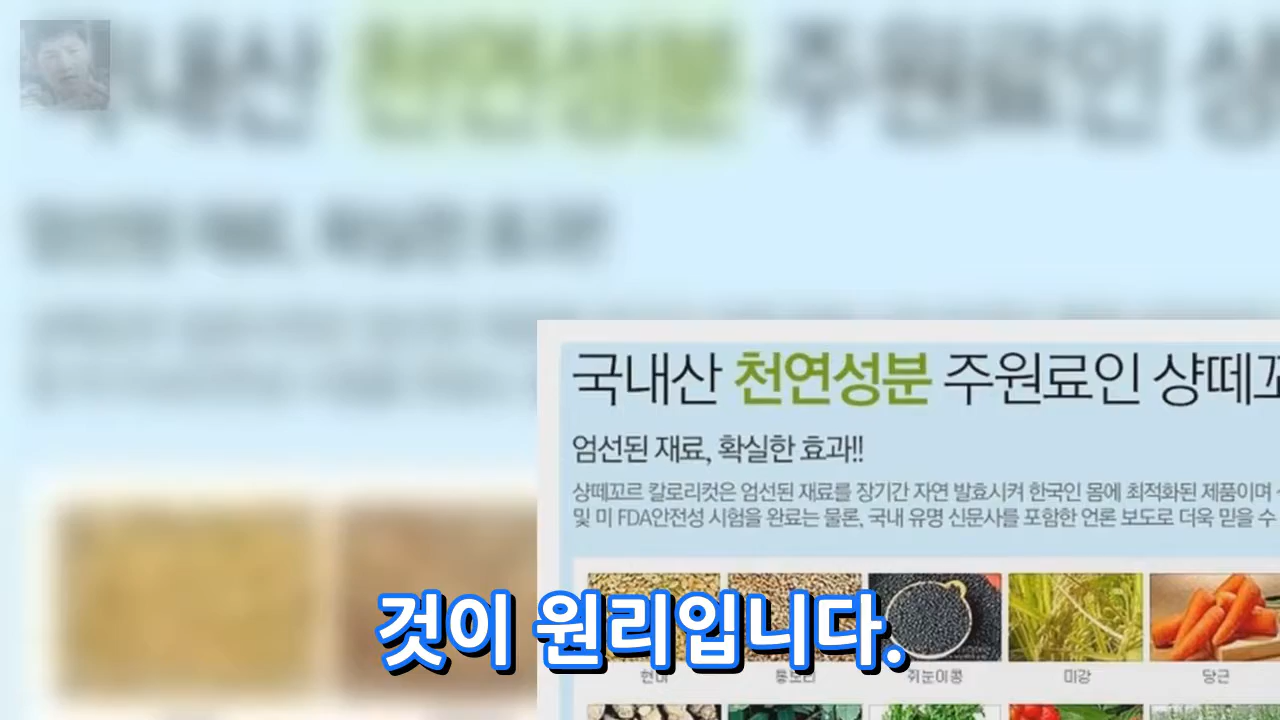 국내산 천연성분 주원료인 샹떼꼬
엄선된 재료, 확실한 효과!!
샹떼꼬르 칼로리컷은 엄선된 재료를 장기간 자연 발효시켜 한국인 몸에 최적화된 제품이며
및 미 FDA안전성 시험을 완료는 물론, 국내 유명 신문사를 포함한 언론 보도로 더욱 믿을 수
것이 원리입니다.
현미 통보리 쥐눈이콩 미강 당근